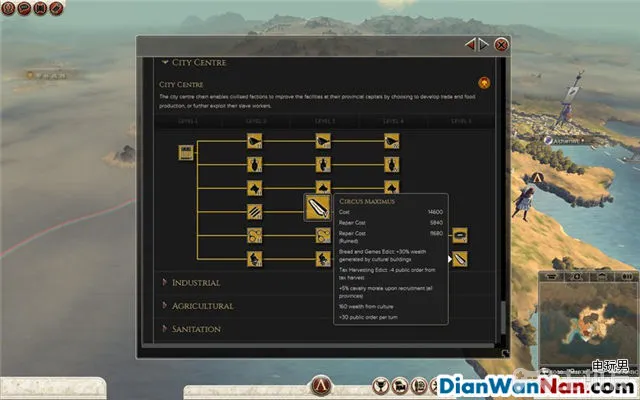 CITY CENTRE
CITY CENTRE
The city centre chain enables civilised factions to improve the facilities at their provincial capitals by choosing to develop trade and food
production, or further exploit their slave workers.
LEVEL 1 LEVEL 2 LEVEL 3 LEVEL 4 LEVEL 5
CIRCUS MAXIMUS
Cost 14600
Repair Cost 5840
Repair Cost 11680
(Ruined)
Bread and Games Edict: +30% wealth
generated by cultural buildings
Tax Harvesting Edict: -4 public order from
tax harvest
+5% cavalry morale upon recruitment (all
provinces)
160 wealth from culture
+30 public order per turn
INDUSTRIAL
AGRICULTURAL
SANITATION
电玩男
DianWanNan.com